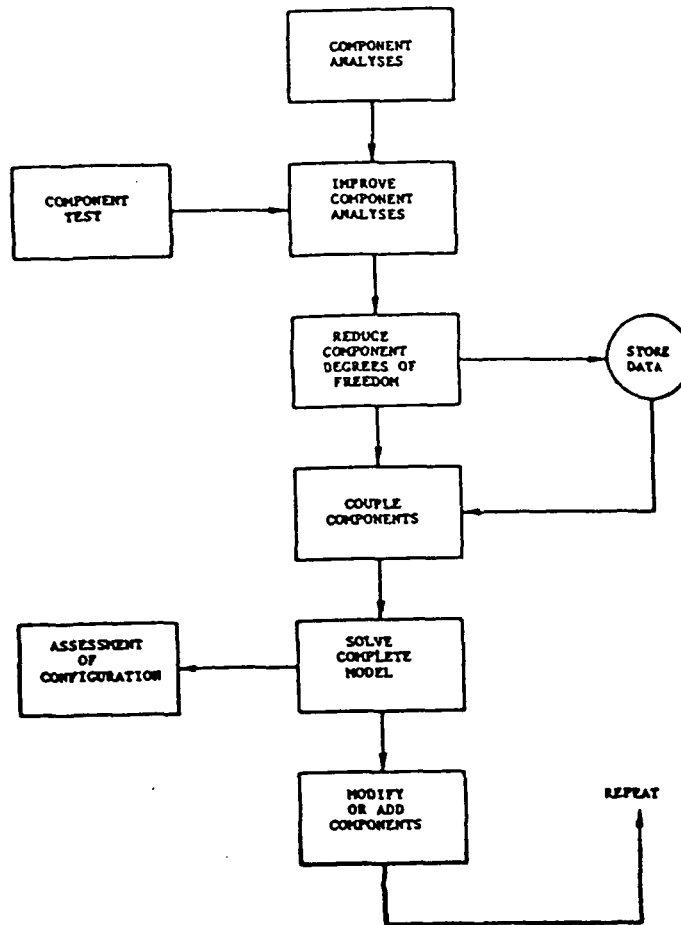 COMPONENT
ANALYSES
IMPROVE
COMPONENT
ANALYSES
COMPONENT
TEST
REDUCE
COMPONENT
DEGREES OF
FREEDOM
STORE
DATA
COUPLE
COMPONENTS
SOLVE
COMPLETE
MODEL
ASSESSMENT
OF
CONFIGURATION
MODIFY
OR ADD
COMPONENTS
REPEAT